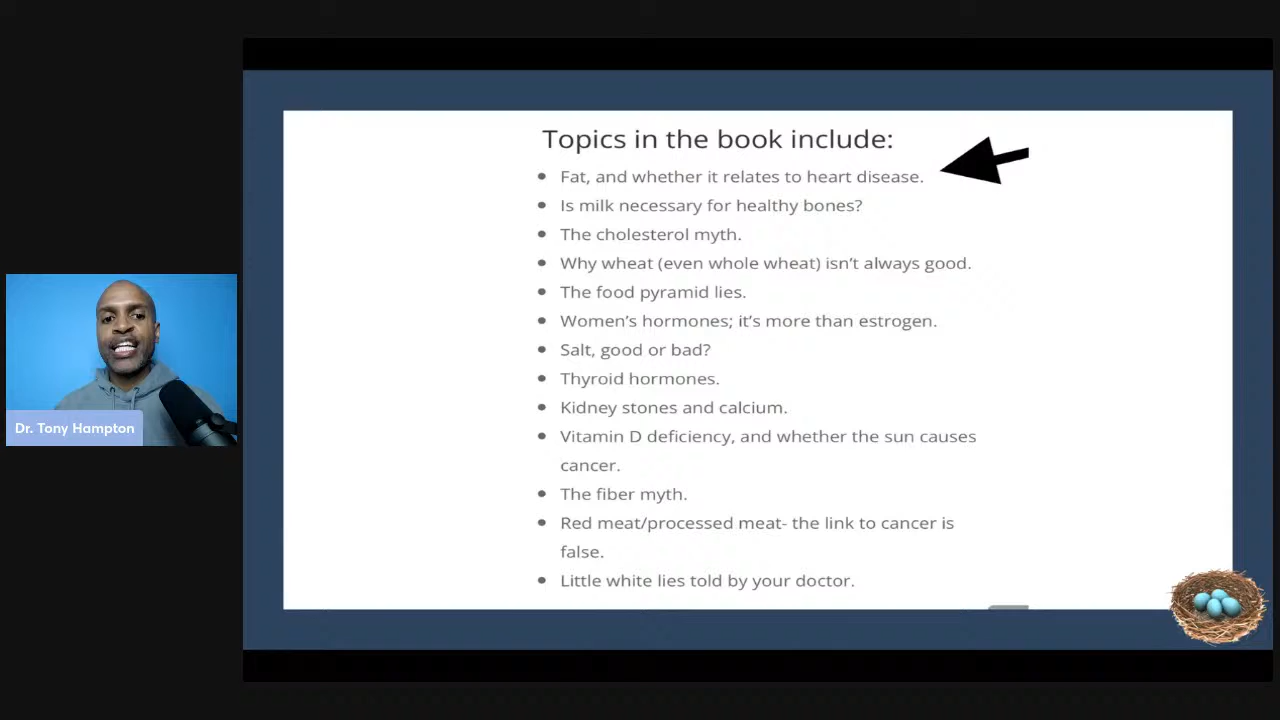 Topics in the book include:
Fat, and whether it relates to heart disease.
Is milk necessary for healthy bones?
The cholesterol myth.
Why wheat (even whole wheat) isn’t always good.
The food pyramid lies.
Women’s hormones; it’s more than estrogen.
Salt, good or bad?
Thyroid hormones.
Kidney stones and calcium.
Vitamin D deficiency, and whether the sun causes
cancer.
The fiber myth.
Red meat/processed meat- the link to cancer is
false.
Little white lies told by your doctor.
Dr. Tony Hampton